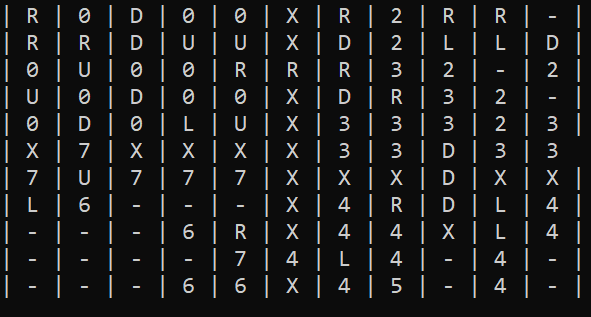 | R | 0 | D | 0 | 0 | X | R | 2 | R | R | - |
| R | R | D | U | U | X | D | 2 | L | L | D |
| 0 | U | 0 | 0 | R | R | R | 3 | 2 | - | 2 |
| U | 0 | D | 0 | 0 | X | D | R | 3 | 2 | - |
| 0 | D | 0 | L | U | X | 3 | 3 | 3 | 2 | 3 |
| X | 7 | X | X | X | X | 3 | 3 | D | 3 | 3
| 7 | U | 7 | 7 | 7 | X | X | X | D | X | X |
| L | 6 | - | - | - | X | 4 | R | D | L | 4 |
| - | - | - | 6 | R | X | 4 | 4 | X | L | 4 |
| - | - | - | - | 7 | 4 | L | 4 | - | 4 | - |
| - | - | - | 6 | 6 | X | 4 | 5 | - | 4 | - |